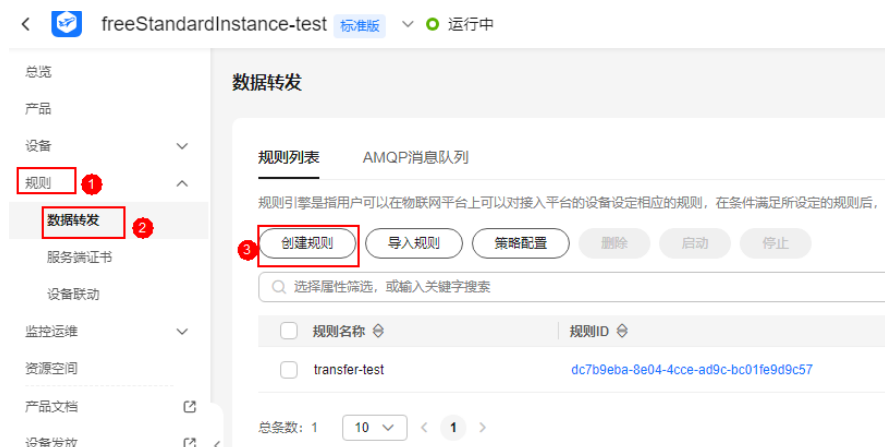 freeStandardInstance-test 标准版 运行中
总览
产品
设备
规则 1
数据转发 2
服务端证书
设备联动
监控运维
资源空间
产品文档
设备发放
数据转发
规则列表 AMQP消息队列
规则引擎是指用户可以在物联网平台上可以对接入平台的设备设定相应的规则，在条件满足所设定的规则后，
3 创建规则 导入规则 策略配置 删除 启动 停止
选择属性筛选，或输入关键字搜索
规则名称 规则ID
transfer-test dc7b9eba-8e04-4cce-ad9c-bc01fe9d9c57
总条数：1 10 1